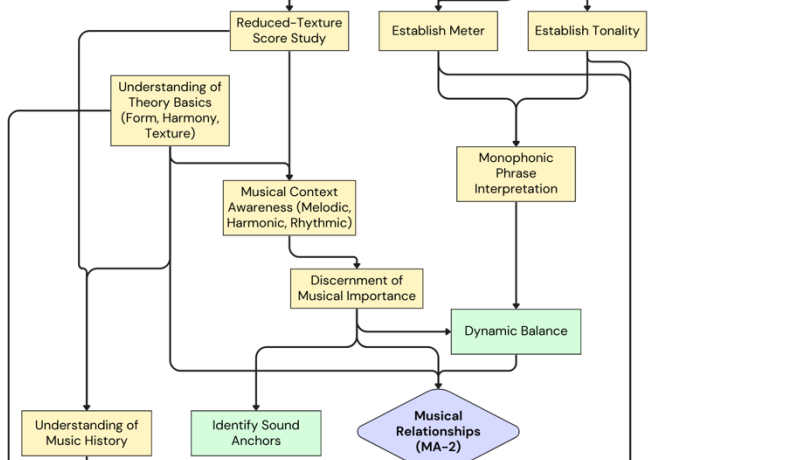 Reduced-Texture
Score Study
Establish Meter
Establish Tonality
Understanding of
Theory Basics
(Form, Harmony,
Texture)
Monophonic
Phrase
Interpretation
Musical Context
Awareness (Melodic,
Harmonic, Rhythmic)
Discernment of
Musical Importance
Dynamic Balance
Understanding of
Music History
Identify Sound
Anchors
Musical
Relationships
(MA-2)